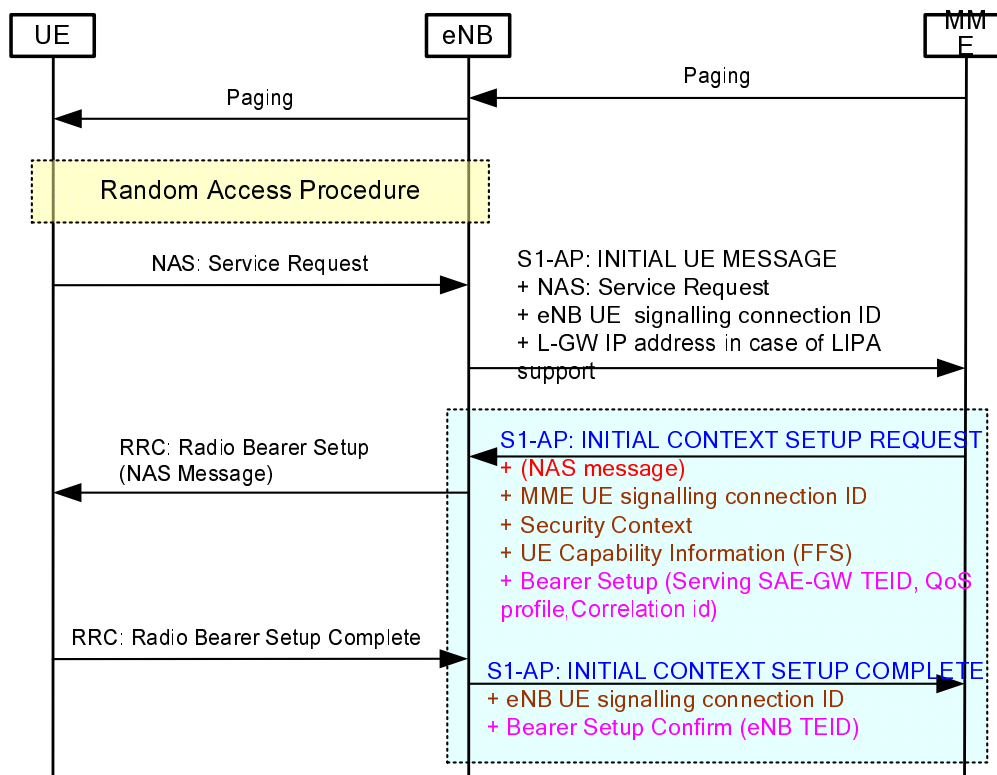 UE
eNB
MM
E
Paging
Paging
Random Access Procedure
NAS: Service Request
S1-AP: INITIAL UE MESSAGE
+ NAS: Service Request
+ eNB UE  signalling connection ID
+ L-GW IP address in case of LIPA
support
RRC: Radio Bearer Setup
(NAS Message)
S1-AP: INITIAL CONTEXT SETUP REQUEST
+ (NAS message)
+ MME UE signalling connection ID
+ Security Context
+ UE Capability Information (FFS)
+ Bearer Setup (Serving SAE-GW TEID, QoS
profile,Correlation id)
RRC: Radio Bearer Setup Complete
S1-AP: INITIAL CONTEXT SETUP COMPLETE
+ eNB UE signalling connection ID
+ Bearer Setup Confirm (eNB TEID)